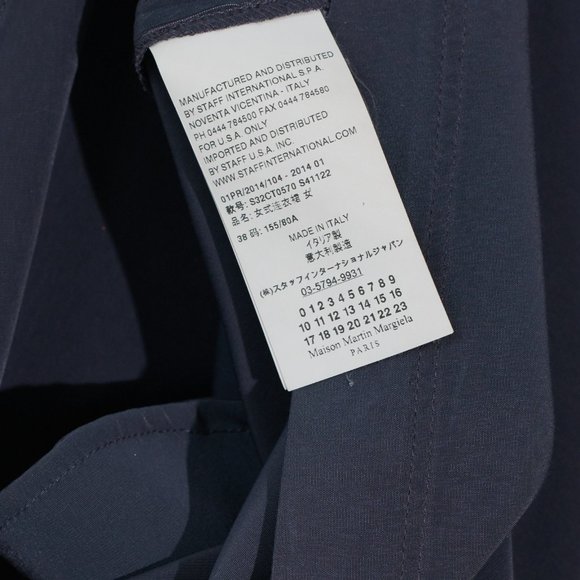 MANUFACTURED AND DISTRIBUTED
BY STAFF INTERNATIONAL S.P.A.
NOVENTA VICENTINA - ITALY
PH 0444 784500 FAX 0444 784580
FOR U.S.A. ONLY
IMPORTED AND DISTRIBUTED
BY STAFF U.S.A. INC
WWW.STAFFINTERNATIONAL.COM
01PR/2014/104 - 2014 01
款号: S32CT0570 S41122
品名: 女式连衣裙 女
38 码: 155/80A
MADE IN ITALY
イタリア製
意大利製造
(株)スタッフインターナショナルジャパン
03-5794-9931
0 1 2 3 4 5 6 7 8 9
10 11 12 13 14 15 16
17 18 19 20 21 22 23
Maison Martin Margiela
PARIS